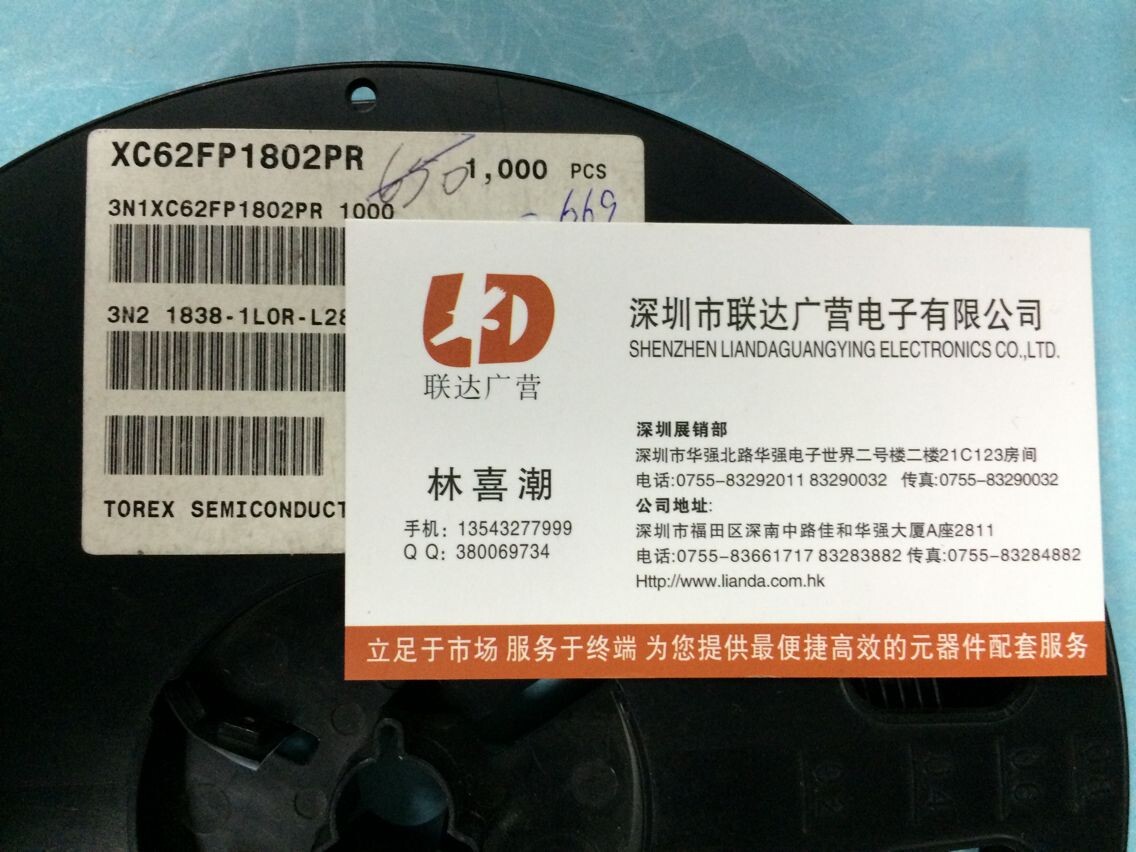 XC62FP1802PR
650
1,000 PCS
3N1XC62FP1802PR 1000
669
3N2 1838-1L0R-L28
TOREX SEMICONDUCT
LD
联达广营
深圳市联达广营电子有限公司
SHENZHEN LIANDAGUANGYING ELECTRONICS CO.,LTD.
林喜潮
手机：13543277999
Q Q：380069734
深圳展销部
深圳市华强北路华强电子世界二号楼二楼21C123房间
电话:0755-83292011 83290032 传真:0755-83290032
公司地址:
深圳市福田区深南中路佳和华强大厦A座2811
电话:0755-83661717 83283882 传真:0755-83284882
Http://www.lianda.com.hk
立足于市场 服务于终端 为您提供最便捷高效的元器件配套服务
0.2
0.4
0.6